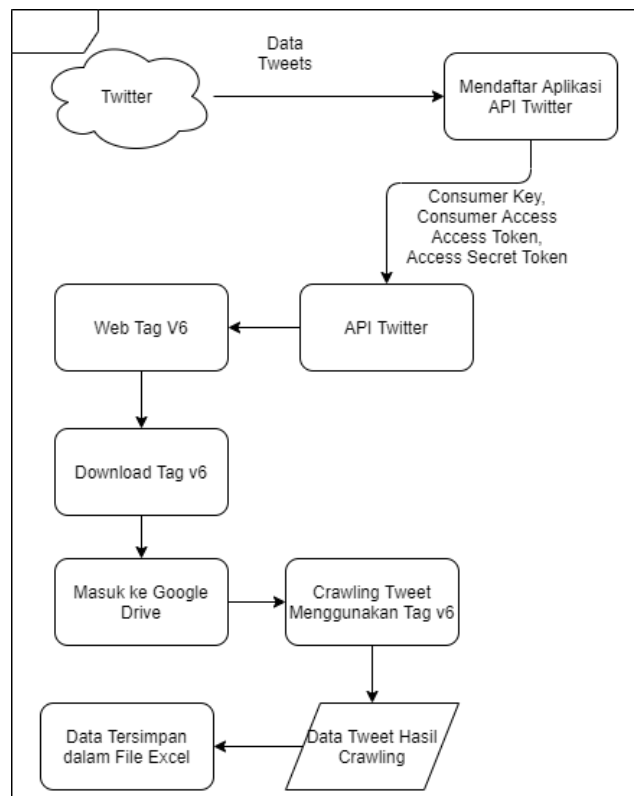 Data
Tweets
Twitter
Mendaftar Aplikasi
API Twitter
Consumer Key,
Consumer Access
Access Token,
Access Secret Token
Web Tag V6
API Twitter
Download Tag v6
Masuk ke Google
Drive
Crawling Tweet
Menggunakan Tag v6
Data Tersimpan
dalam File Excel
Data Tweet Hasil
Crawling